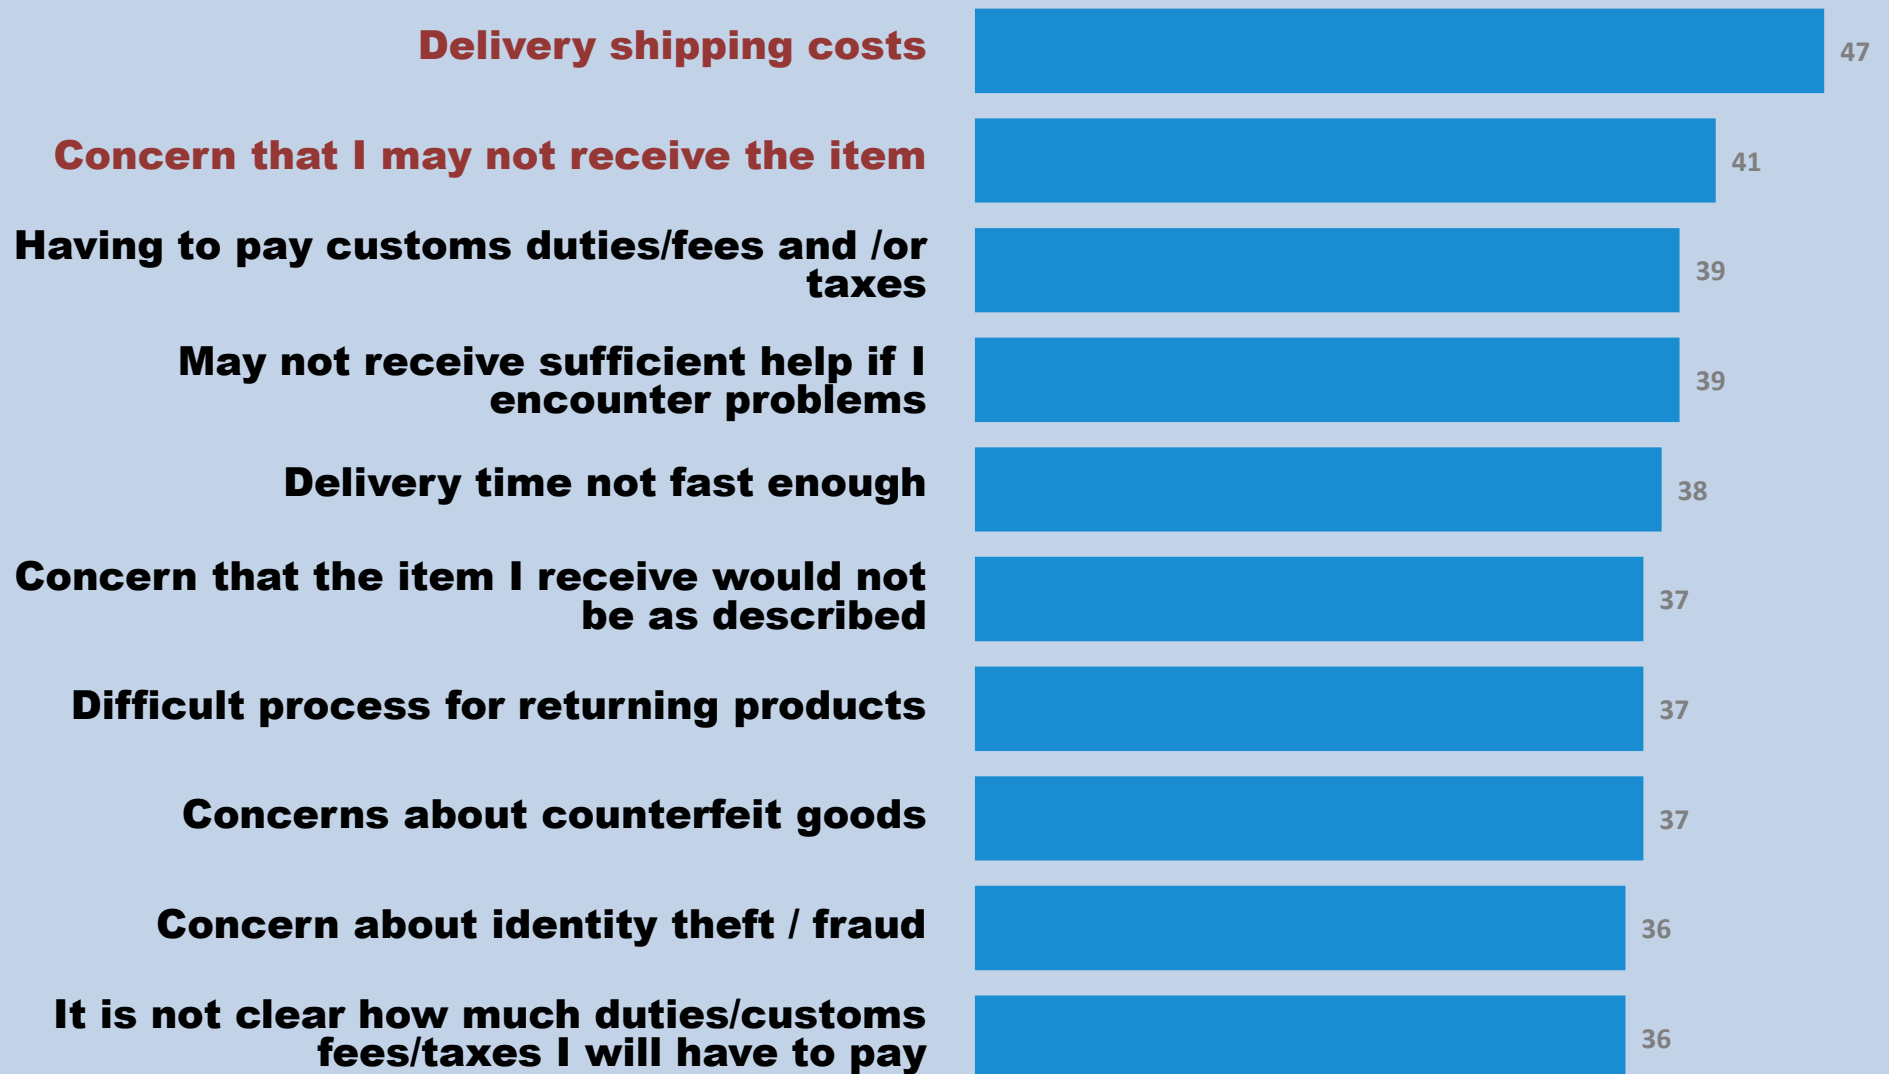 Delivery shipping costs
47
Concern that I may not receive the item
41
Having to pay customs duties/fees and /or
taxes
39
May not receive sufficient help if I
encounter problems
39
Delivery time not fast enough
38
Concern that the item I receive would not
be as described
37
Difficult process for returning products
37
Concerns about counterfeit goods
37
Concern about identity theft / fraud
36
It is not clear how much duties/customs
fees/taxes I will have to pay
36